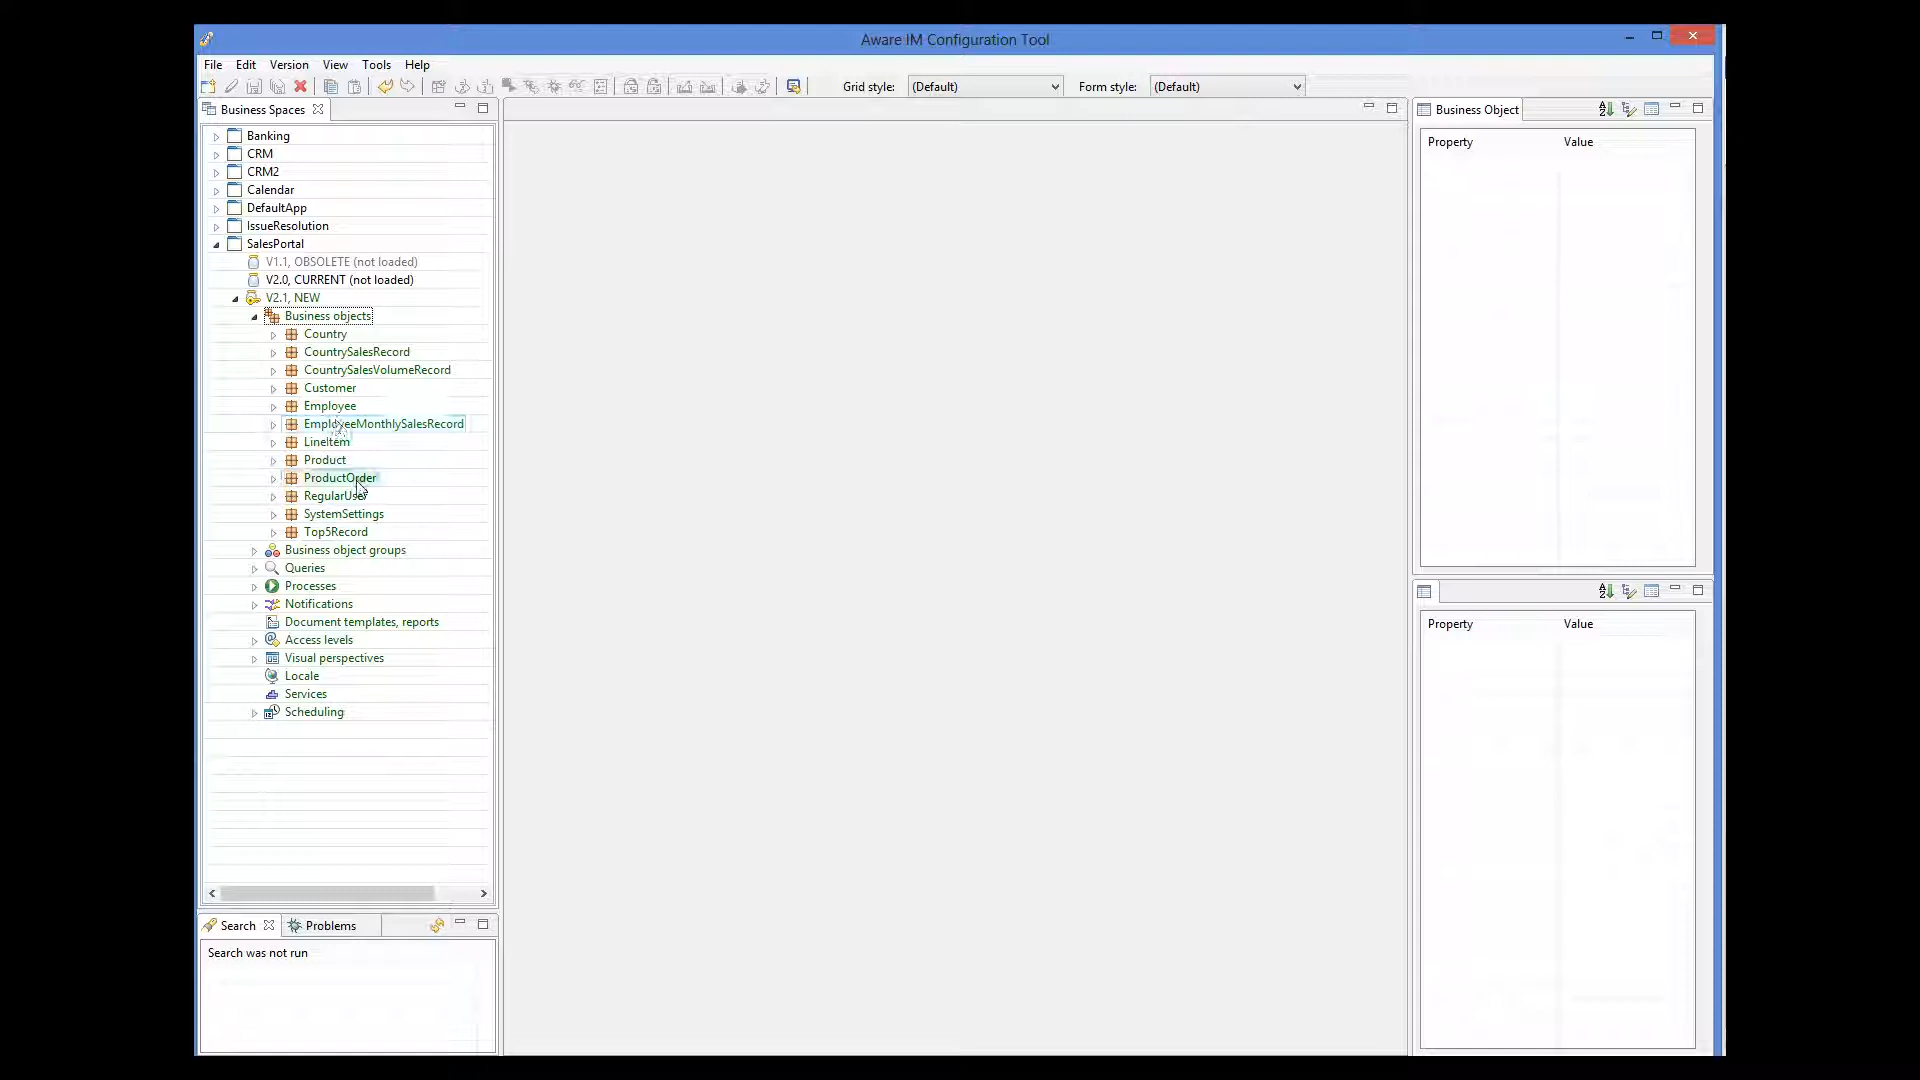 Aware IM Configuration Tool
File Edit Version View Tools Help
Grid style: (Default) Form style: (Default)
Business Spaces
Banking
CRM
CRM2
Calendar
DefaultApp
IssueResolution
SalesPortal
V1.1, OBSOLETE (not loaded)
V2.0, CURRENT (not loaded)
V2.1, NEW
Business objects
Country
CountrySalesRecord
CountrySalesVolumeRecord
Customer
Employee
EmployeeMonthlySalesRecord
LineItem
Product
ProductOrder
RegularUser
SystemSettings
Top5Record
Business object groups
Queries
Processes
Notifications
Document templates, reports
Access levels
Visual perspectives
Locale
Services
Scheduling
Search Problems
Search was not run
Business Object
Property Value
Property Value